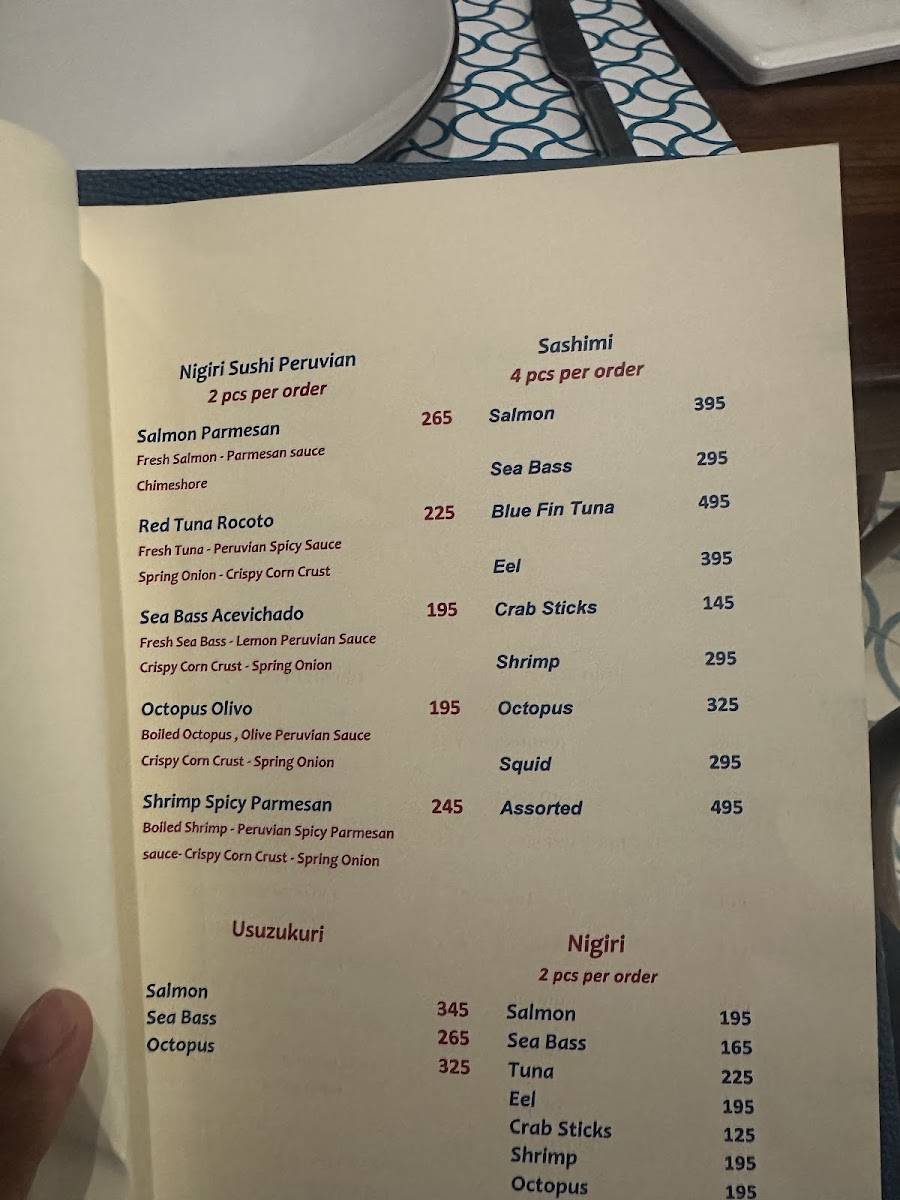 Nigiri Sushi Peruvian
2 pcs per order
Salmon Parmesan 265
Fresh Salmon - Parmesan sauce
Chimeshore
Red Tuna Rocoto 225
Fresh Tuna - Peruvian Spicy Sauce
Spring Onion - Crispy Corn Crust
Sea Bass Acevichado 195
Fresh Sea Bass - Lemon Peruvian Sauce
Crispy Corn Crust - Spring Onion
Octopus Olivo 195
Boiled Octopus , Olive Peruvian Sauce
Crispy Corn Crust - Spring Onion
Shrimp Spicy Parmesan 245
Boiled Shrimp - Peruvian Spicy Parmesan
sauce- Crispy Corn Crust - Spring Onion
Sashimi
4 pcs per order
Salmon 395
Sea Bass 295
Blue Fin Tuna 495
Eel 395
Crab Sticks 145
Shrimp 295
Octopus 325
Squid 295
Assorted 495
Usuzukuri
Salmon 345
Sea Bass 265
Octopus 325
Nigiri
2 pcs per order
Salmon 195
Sea Bass 165
Tuna 225
Eel 195
Crab Sticks 125
Shrimp 195
Octopus 195